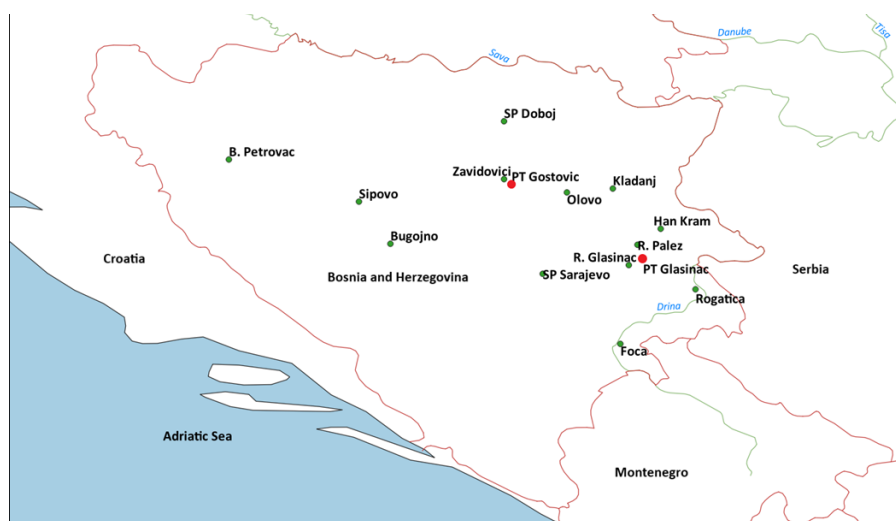 Danube
Tisa
Sava
SP Doboj
B. Petrovac
Zavidovici
PT Gostovic
Kladanj
Sipovo
Olovo
Han Kram
Bugojno
R. Palez
Croatia
R. Glasinac
PT Glasinac
Serbia
Bosnia and Herzegovina
SP Sarajevo
Rogatica
Drina
Foca
Adriatic Sea
Montenegro